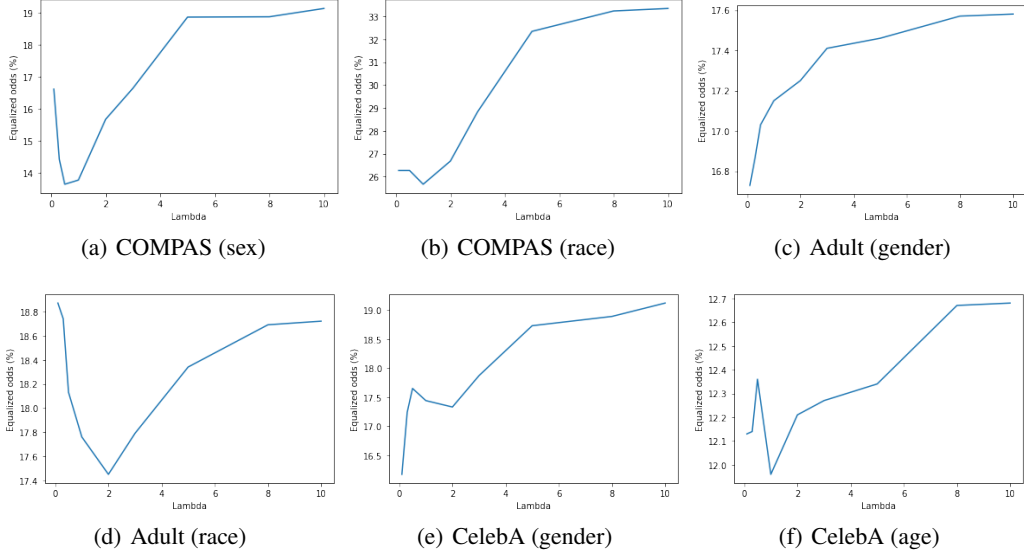 19
18
17
16
15
14
Equalized odds (%)
0 2 4 6 8 10
Lambda
(a) COMPAS (sex)
33
32
31
30
29
28
27
26
Equalized odds (%)
0 2 4 6 8 10
Lambda
(b) COMPAS (race)
17.6
17.4
17.2
17.0
16.8
Equalized odds (%)
0 2 4 6 8 10
Lambda
(c) Adult (gender)
18.8
18.6
18.4
18.2
18.0
17.8
17.6
17.4
Equalized odds (%)
0 2 4 6 8 10
Lambda
(d) Adult (race)
19.0
18.5
18.0
17.5
17.0
16.5
Equalized odds (%)
0 2 4 6 8 10
Lambda
(e) CelebA (gender)
12.7
12.6
12.5
12.4
12.3
12.2
12.1
12.0
Equalized odds (%)
0 2 4 6 8 10
Lambda
(f) CelebA (age)